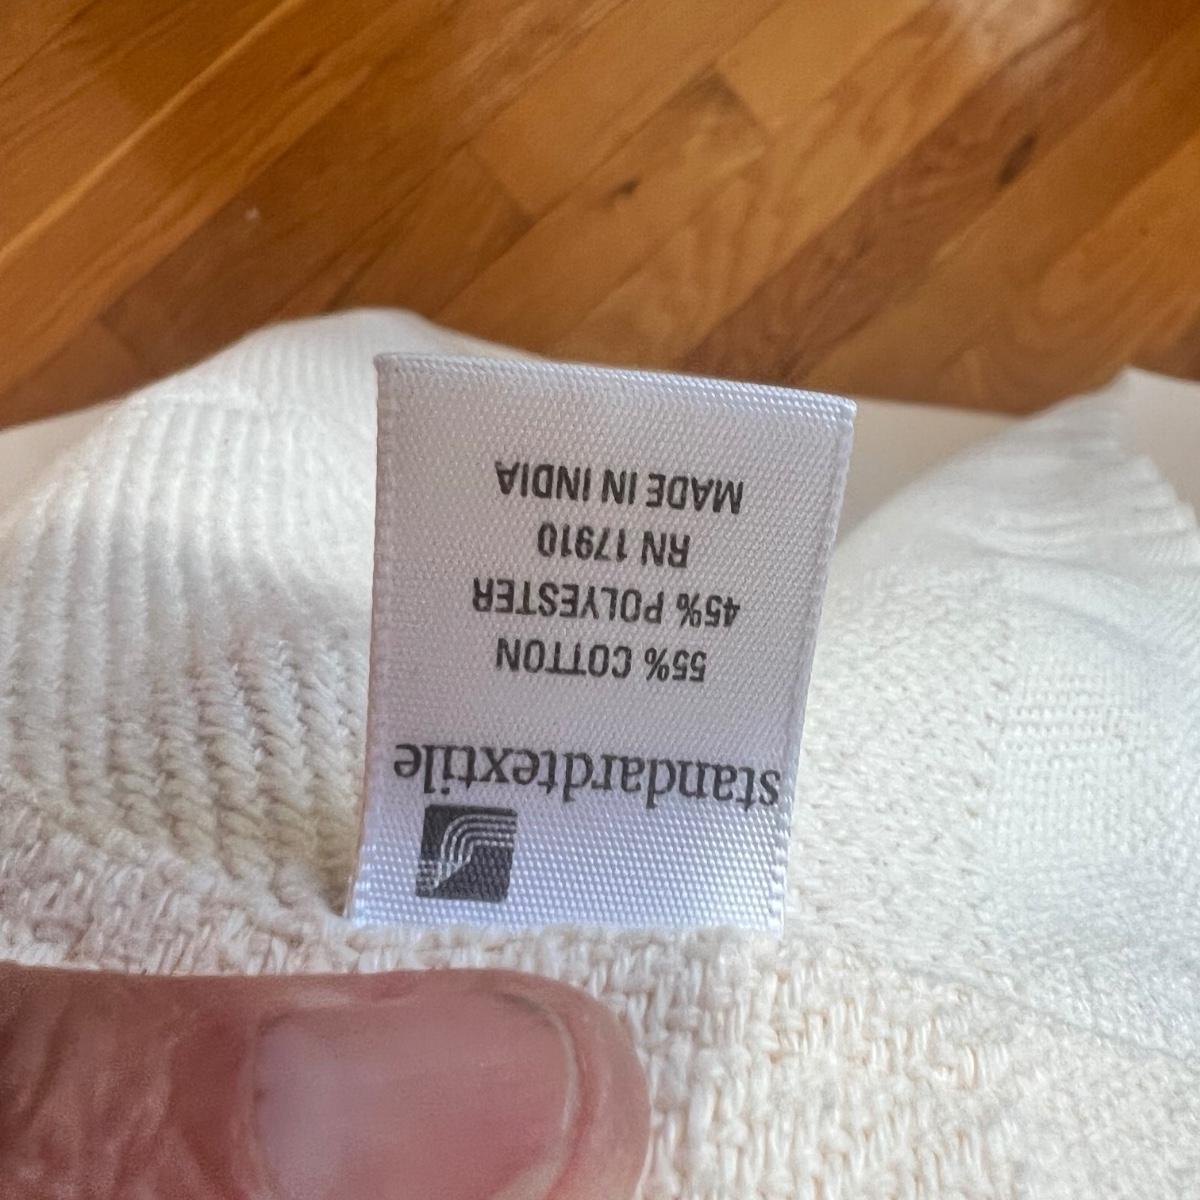 standardtextile
55% COTTON
45% POLYESTER
RN 17910
MADE IN INDIA